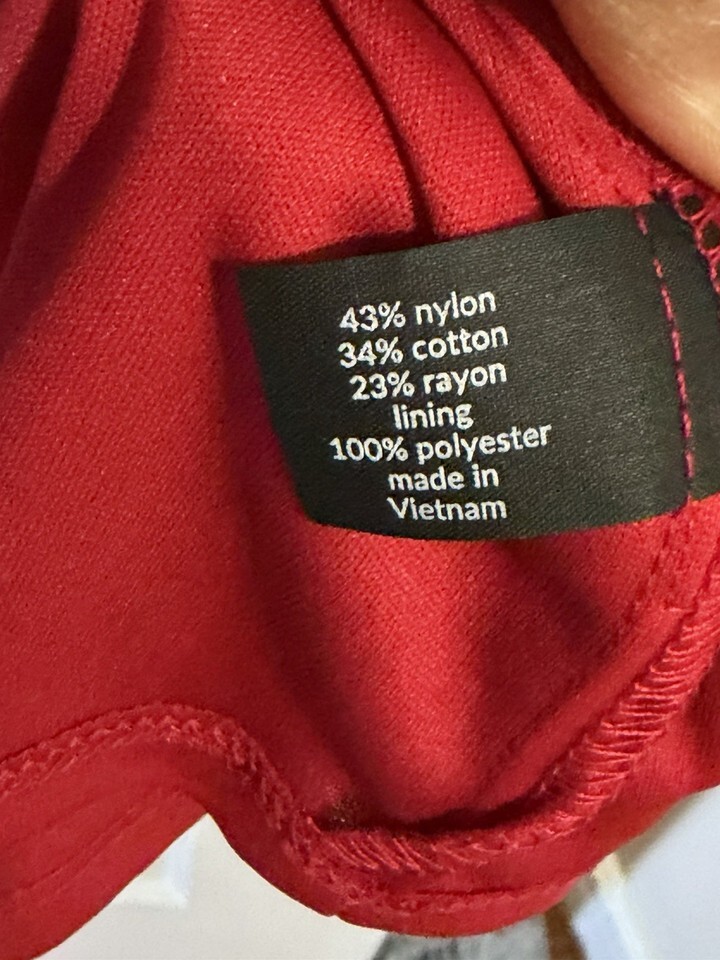 43% nylon
34% cotton
23% rayon
lining
100% polyester
made in
Vietnam